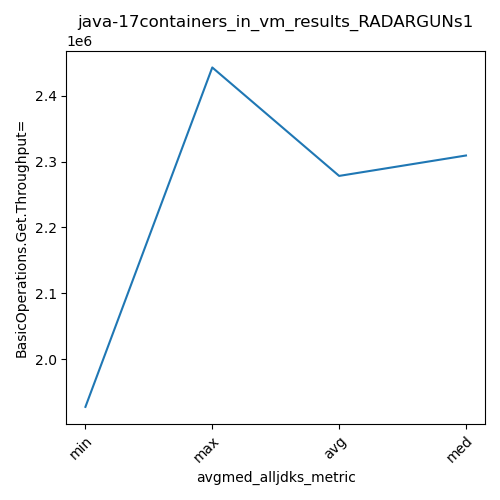 java-17containers_in_vm_results_RADARGUNs1
1e6
2.4
2.3
2.2
2.1
2.0
BasicOperations.Get.Throughput=
min
max
avg
med
avgmed_alljdks_metric